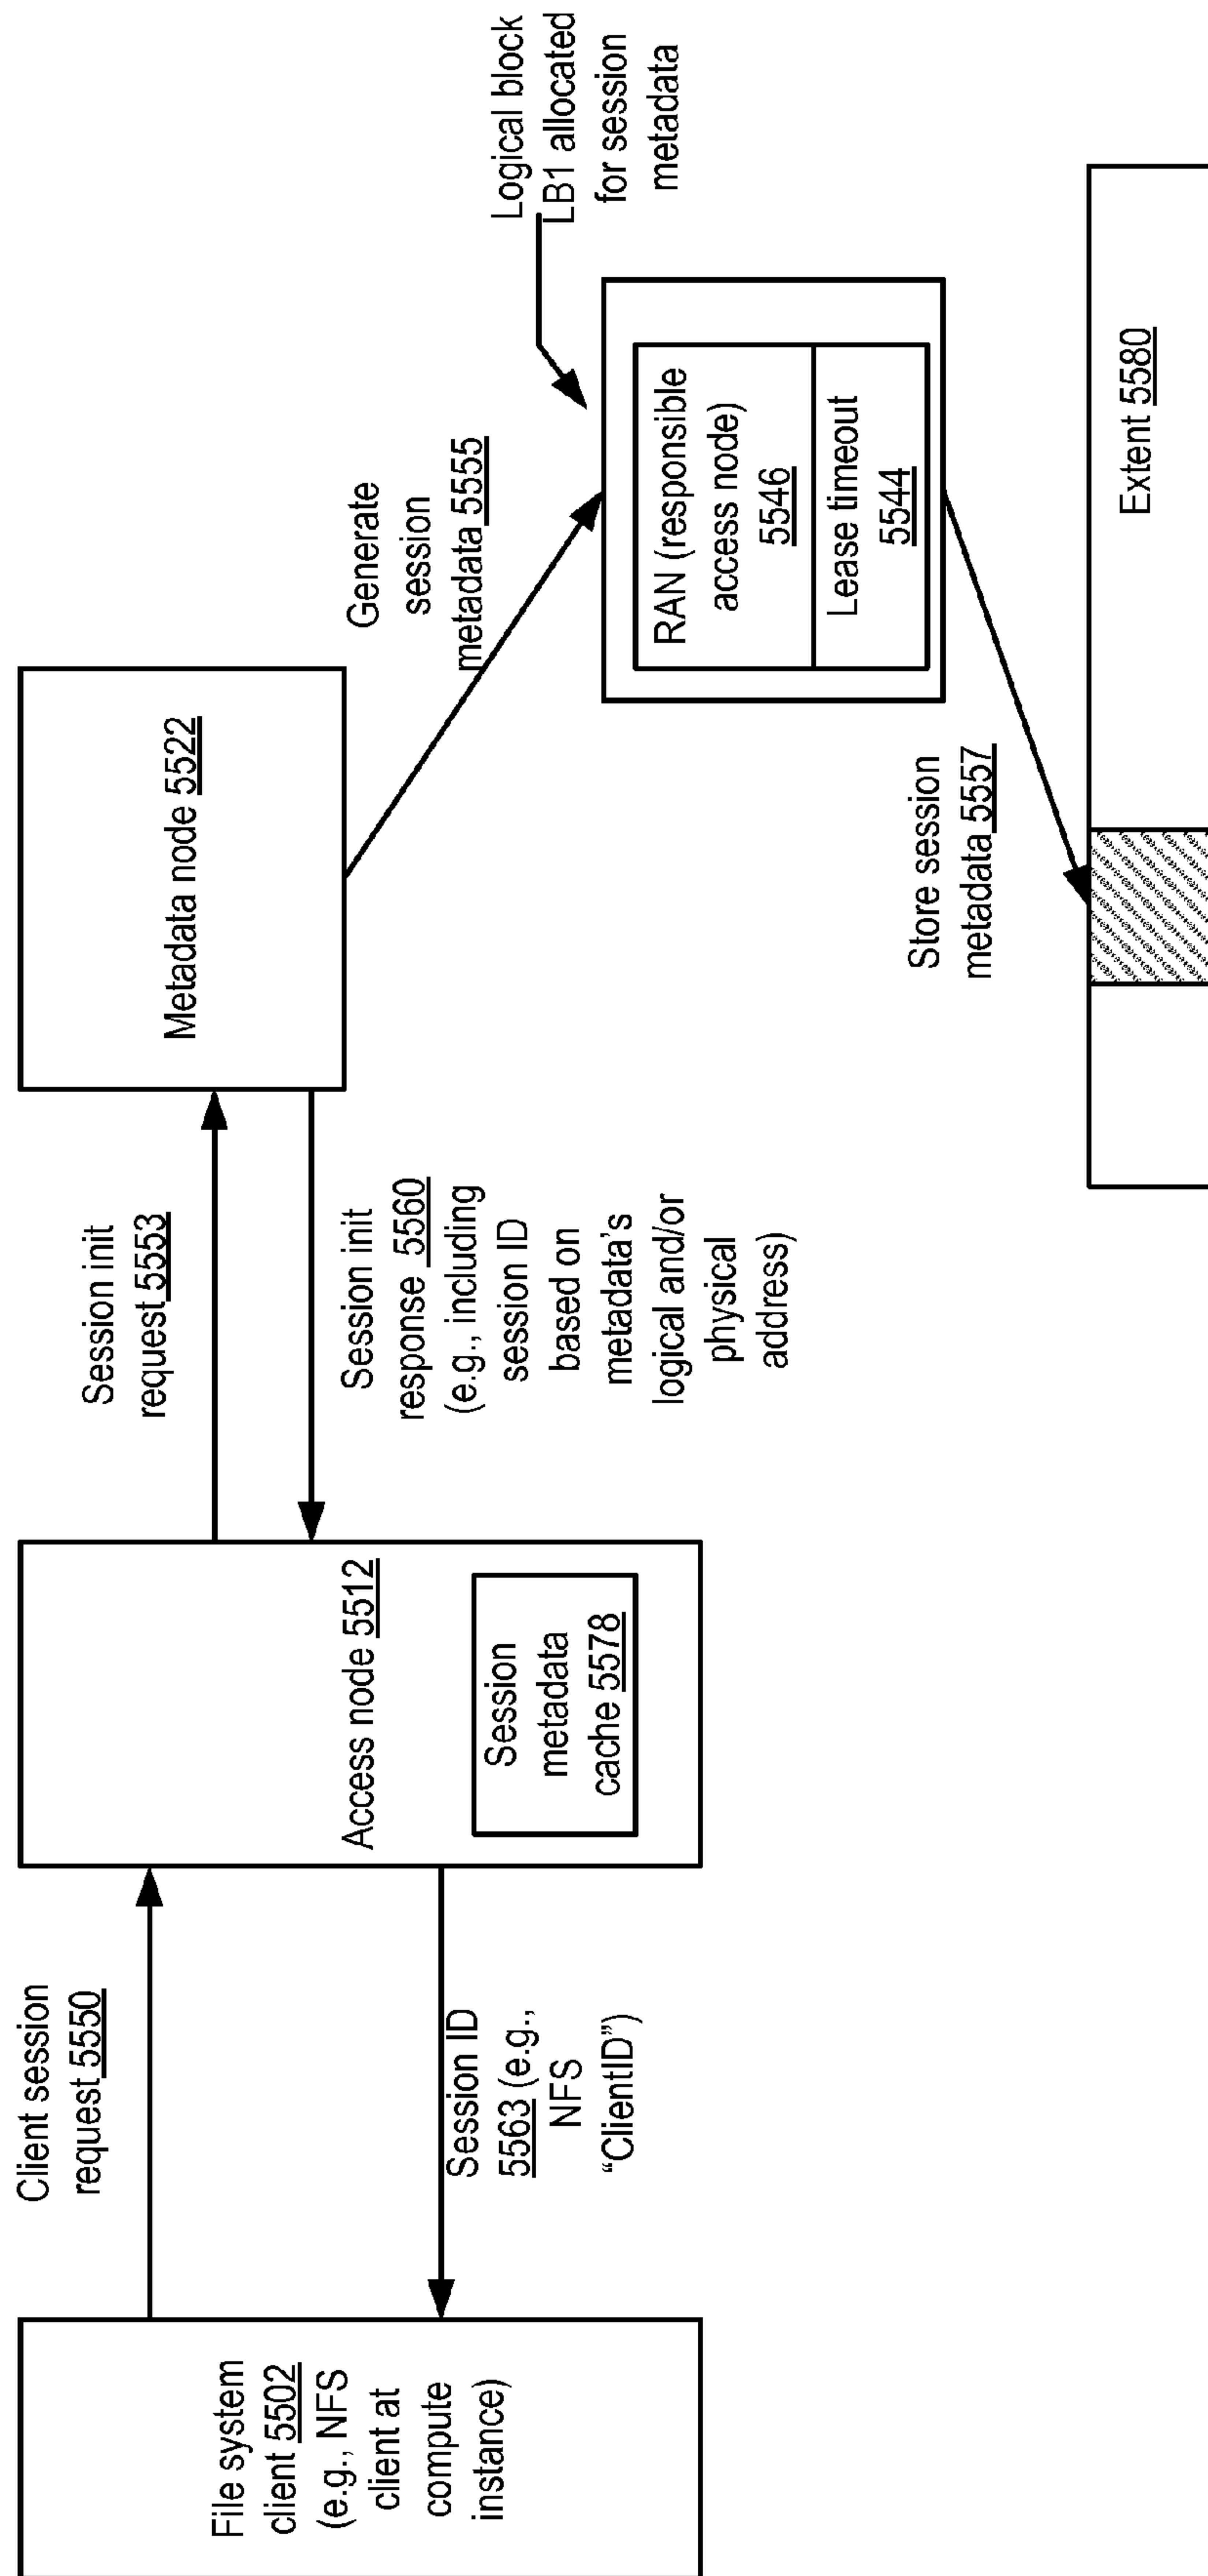 Client session
request 5550
File system
client 5502
(e.g., NFS
client at
compute
instance)
Session ID
5563 (e.g.,
NFS
“ClientID”)
Access node 5512
Session
metadata
cache 5578
Session init
request 5553
Session init
response 5560
(e.g., including
session ID
based on
metadata’s
logical and/or
physical
address)
Metadata node 5522
Generate
session
metadata 5555
Logical block
LB1 allocated
for session
metadata
RAN (responsible
access node)
5546
Lease timeout
5544
Store session
metadata 5557
Extent 5580